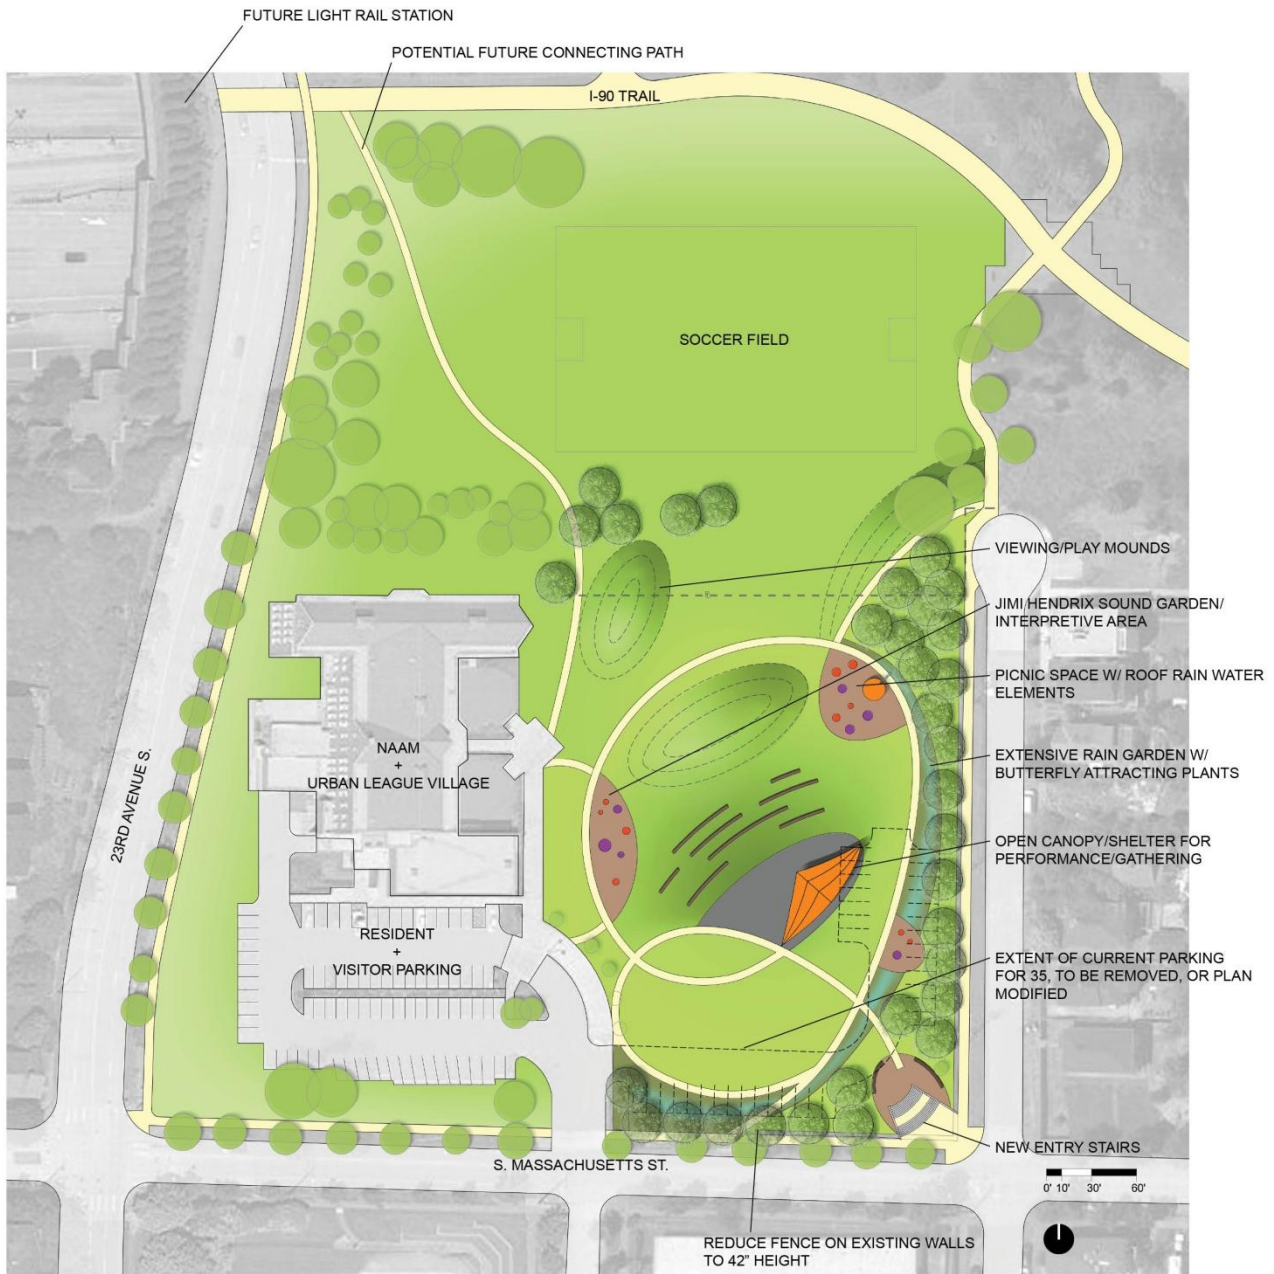 FUTURE LIGHT RAIL STATION
POTENTIAL FUTURE CONNECTING PATH
I-90 TRAIL
SOCCER FIELD
VIEWING/PLAY MOUNDS
JIMI HENDRIX SOUND GARDEN/
INTERPRETIVE AREA
PICNIC SPACE W/ ROOF RAIN WATER
ELEMENTS
NAAM
+
URBAN LEAGUE VILLAGE
EXTENSIVE RAIN GARDEN W/
BUTTERFLY ATTRACTING PLANTS
23RD AVENUE S.
OPEN CANOPY/SHELTER FOR
PERFORMANCE/GATHERING
RESIDENT
+
VISITOR PARKING
EXTENT OF CURRENT PARKING
FOR 35, TO BE REMOVED, OR PLAN
MODIFIED
NEW ENTRY STAIRS
S. MASSACHUSETTS ST.
0' 10' 30' 60'
REDUCE FENCE ON EXISTING WALLS
TO 42" HEIGHT